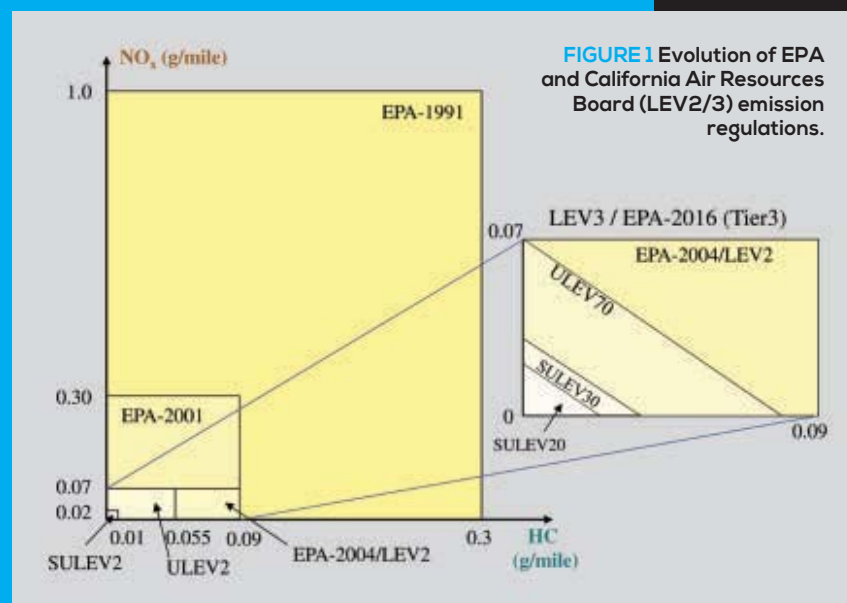 FIGURE 1 Evolution of EPA
and California Air Resources
Board (LEV2/3) emission
regulations.
NOx (g/mile)
1.0
EPA-1991
LEV3 / EPA-2016 (Tier3)
0.07
EPA-2004/LEV2
ULEV70
SULEV30
0
SULEV20
0.09
0.30
EPA-2001
0.07
0.02
0.01
0.055
0.09
0.3
HC
(g/mile)
SULEV2
ULEV2
EPA-2004/LEV2